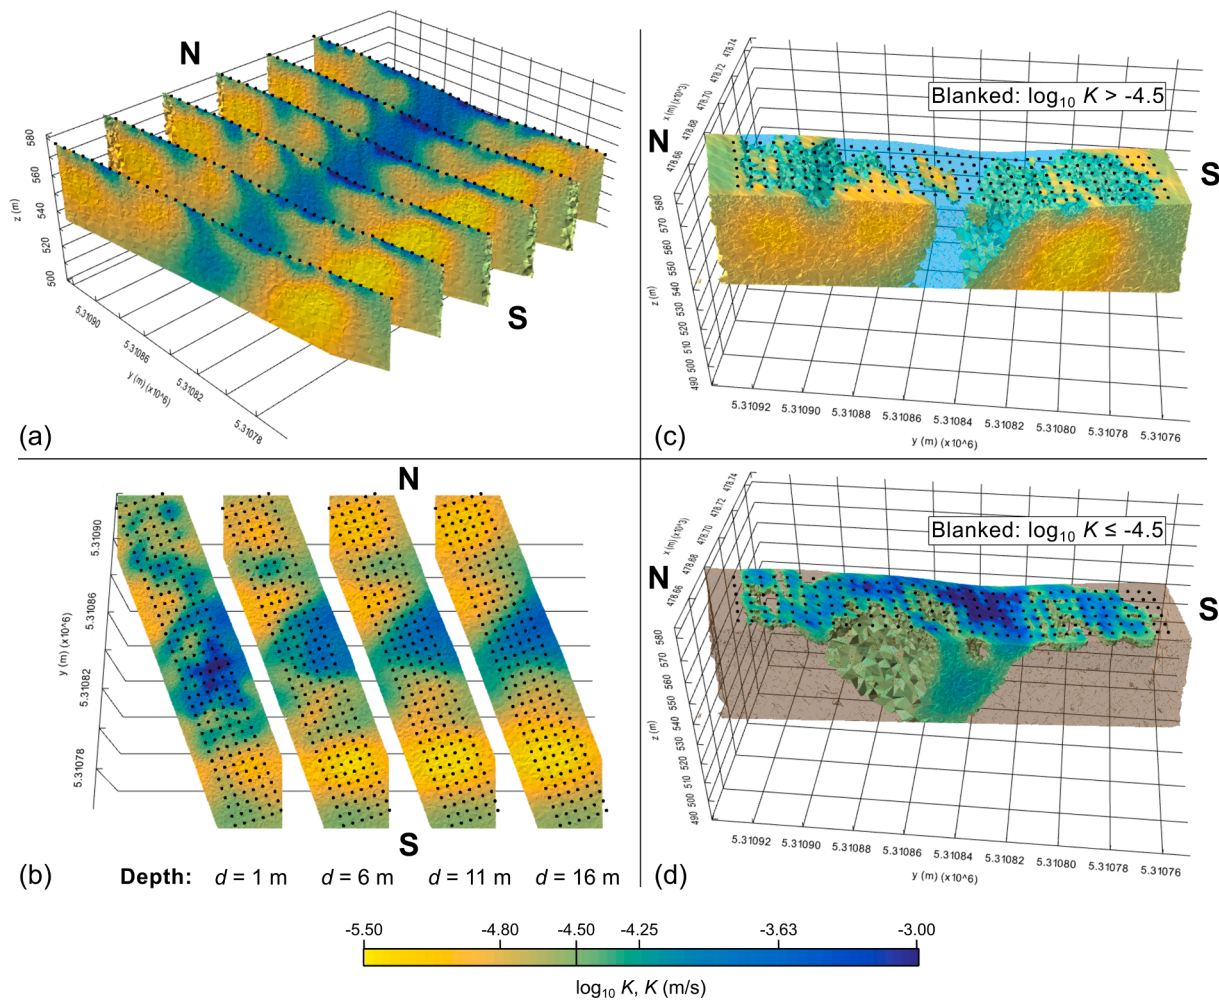 N
580
560
540
520
500
z (m)
5.31090
5.31086
5.31082
5.31078
y (m) (x10^6)
S
(a)
478.74
478.72
478.70
478.68
478.66
x (m) (x10^3)
Blanked: log10 K > -4.5
N
S
580
570
560
550
540
530
520
510
500
490
z (m)
5.31092 5.31090 5.31088 5.31086 5.31084 5.31082 5.31080 5.31078 5.31076
y (m) (x10^6)
(c)
N
5.31090
5.31086
5.31082
5.31078
y (m) (x10^6)
S
(b)
Depth: d = 1 m d = 6 m d = 11 m d = 16 m
478.74
478.72
478.70
478.68
478.66
x (m) (x10^3)
Blanked: log10 K ≤ -4.5
N
S
580
570
560
550
540
530
520
510
500
490
z (m)
5.31092 5.31090 5.31088 5.31086 5.31084 5.31082 5.31080 5.31078 5.31076
y (m) (x10^6)
(d)
-5.50 -4.80 -4.50 -4.25 -3.63 -3.00
log10 K, K (m/s)